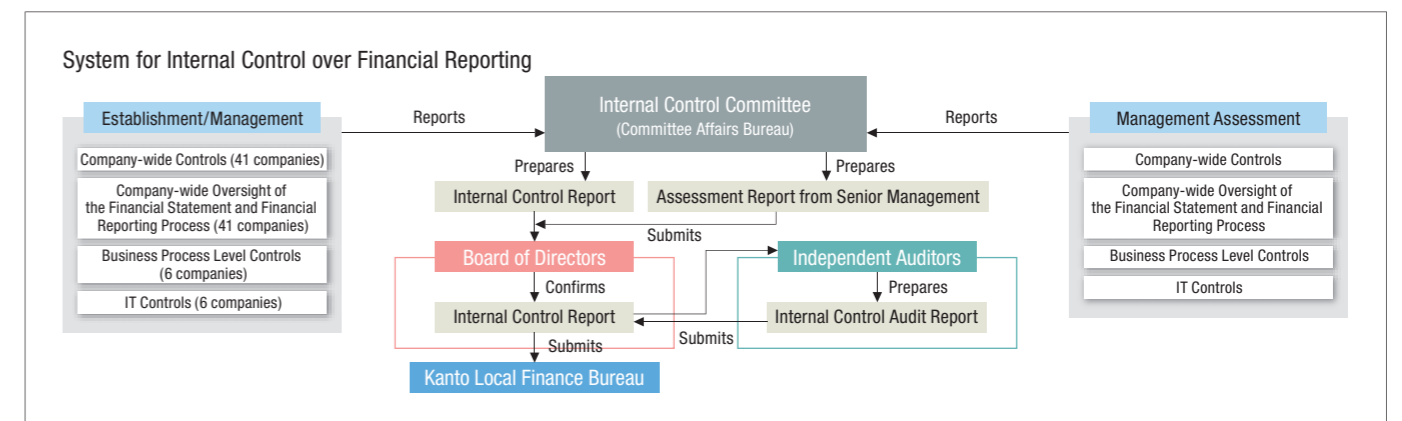 System for Internal Control over Financial Reporting
Establishment/Management
Company-wide Controls (41 companies)
Company-wide Oversight of
the Financial Statement and Financial
Reporting Process (41 companies)
Business Process Level Controls
(6 companies)
IT Controls (6 companies)
Reports
Internal Control Committee
(Committee Affairs Bureau)
Reports
Prepares
Prepares
Internal Control Report
Assessment Report from Senior Management
Submits
Board of Directors
Independent Auditors
Confirms
Prepares
Internal Control Report
Internal Control Audit Report
Submits
Submits
Kanto Local Finance Bureau
Management Assessment
Company-wide Controls
Company-wide Oversight of
the Financial Statement and Financial
Reporting Process
Business Process Level Controls
IT Controls